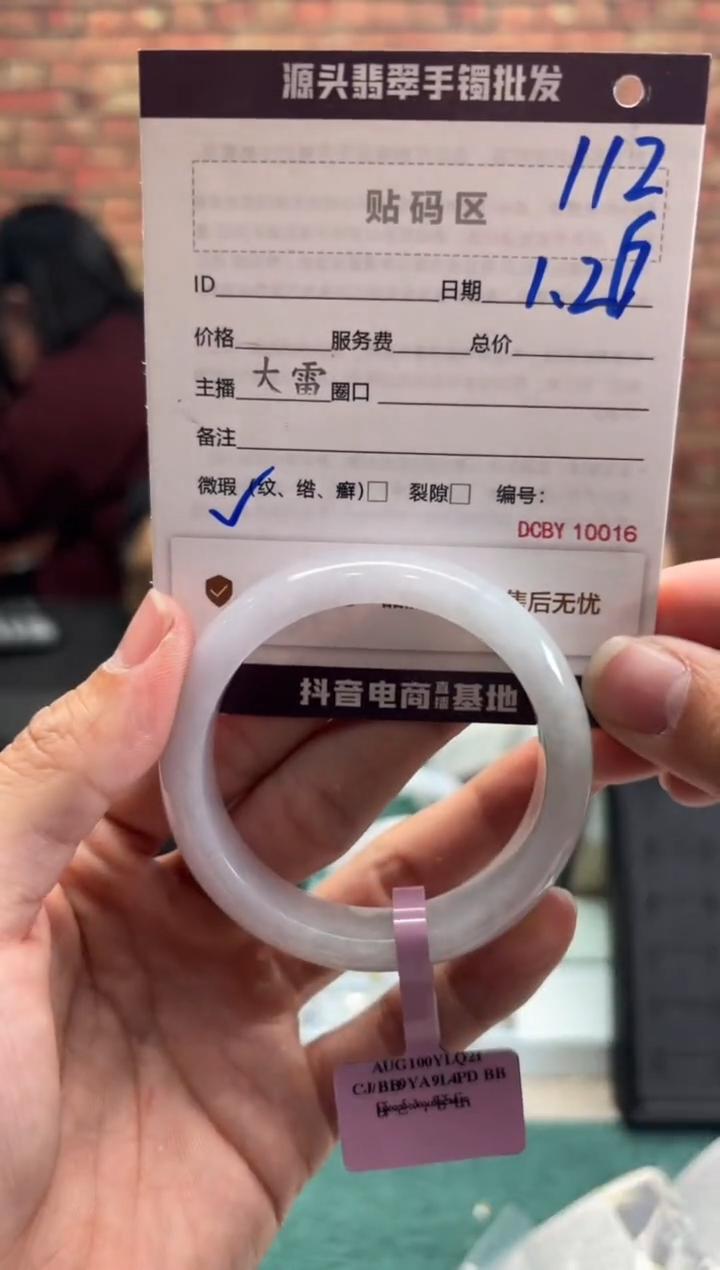 源头翡翠手镯批发
112
贴码区
ID 日期 1.26
价格 服务费 总价
主播 大雷 圈口
备注
微瑕 (纹、绺、癣)□ 裂隙□ 编号:
DCBY 10016
售后无忧
抖音电商直播基地
AUG100YLQ21
CJ/BB9YA9L4PD BB